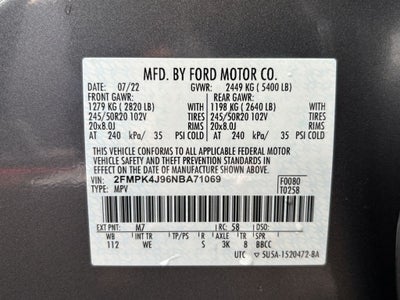 MFD. BY FORD MOTOR CO.
DATE: 07/22 GVWR: 2449 KG ( 5400 LB)
FRONT GAWR: REAR GAWR:
1279 KG ( 2820 LB) 1198 KG ( 2640 LB)
245/50R20 102V WITH TIRES 245/50R20 102V WITH TIRES
20x8.0J RIMS 20x8.0J RIMS
AT 240 kPa/ 35 PSI COLD AT 240 kPa/ 35 PSI COLD
THIS VEHICLE CONFORMS TO ALL APPLICABLE FEDERAL MOTOR
VEHICLE SAFETY AND THEFT PREVENTION STANDARDS IN
EFFECT ON THE DATE OF MANUFACTURE SHOWN ABOVE.
VIN: 2FMPK4J96NBA71069 F0080
TYPE: MPV T0258
EXT PNT: M7 RC: 58 DSO:
WB INT TR TP/PS R AXLE TR SPR
112 WE S 3K 8 BBCC
UTC 5U5A-1520472-BA